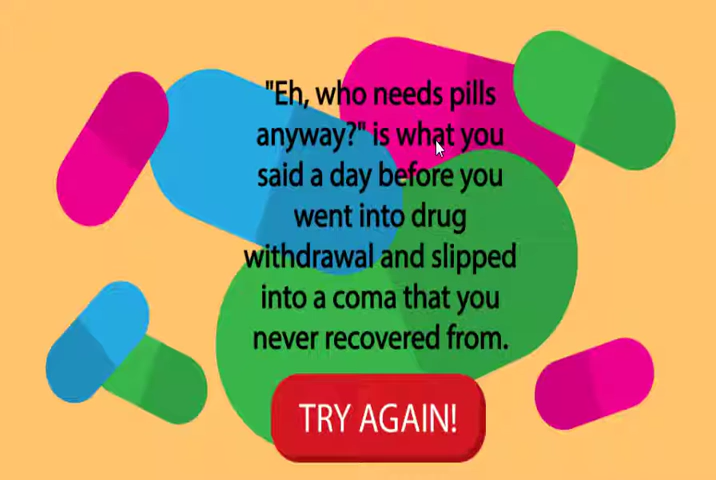 "Eh, who needs pills
anyway?" is what you
said a day before you
went into drug
withdrawal and slipped
into a coma that you
never recovered from.
TRY AGAIN!